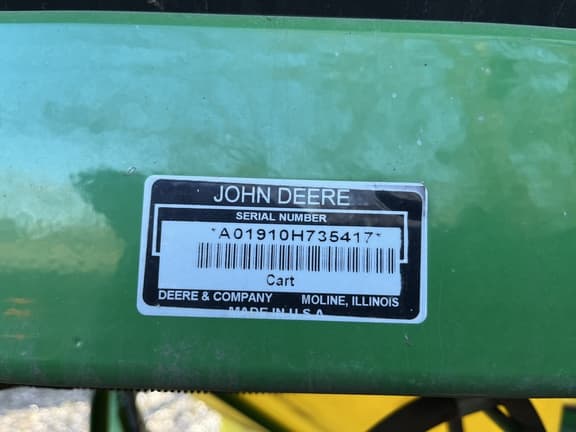 JOHN DEERE
SERIAL NUMBER
*A01910H735417*
Cart
DEERE & COMPANY MOLINE, ILLINOIS
MADE IN U.S.A.